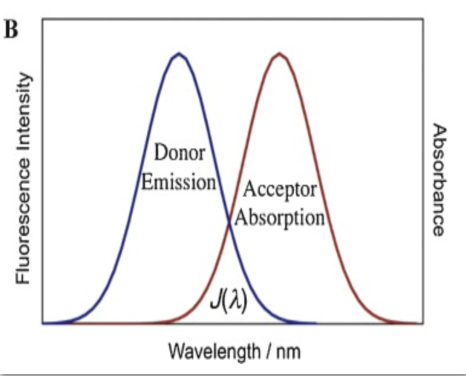 B
Fluorescence Intensity
Donor
Emission
Acceptor
Absorption
J(λ)
Absorbance
Wavelength / nm